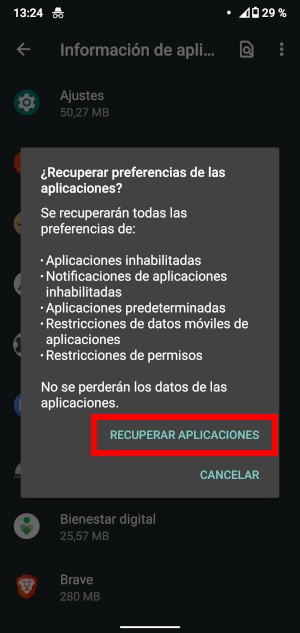 13:24
29 %
Información de apli...
Ajustes
50,27 MB
¿Recuperar preferencias de las
aplicaciones?
Se recuperarán todas las
preferencias de:
· Aplicaciones inhabilitadas
· Notificaciones de aplicaciones
inhabilitadas
· Aplicaciones predeterminadas
· Restricciones de datos móviles de
aplicaciones
· Restricciones de permisos
No se perderán los datos de las
aplicaciones.
RECUPERAR APLICACIONES
CANCELAR
Bienestar digital
25,57 MB
Brave
280 MB